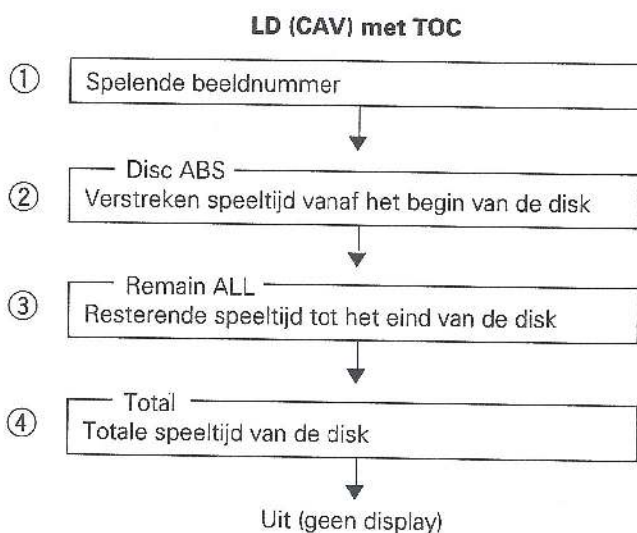 LD (CAV) met TOC
① Spelende beeldnummer
Disc ABS
② Verstreken speeltijd vanaf het begin van de disk
Remain ALL
③ Resterende speeltijd tot het eind van de disk
Total
④ Totale speeltijd van de disk
Uit (geen display)